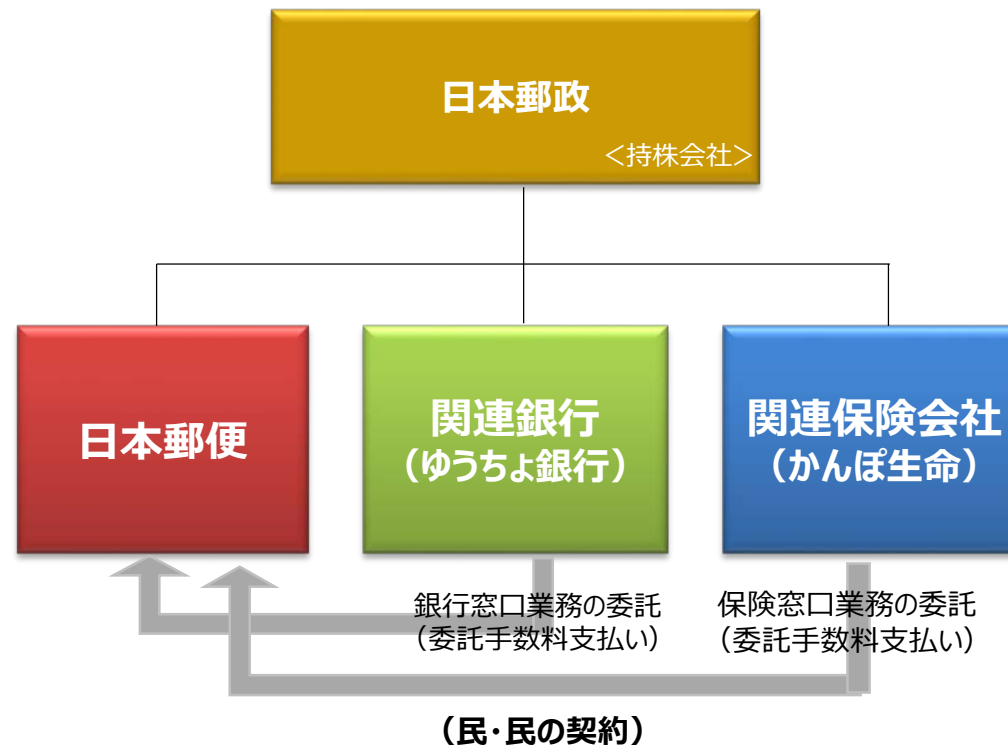 日本郵政
＜持株会社＞
日本郵便
関連銀行
（ゆうちょ銀行）
関連保険会社
（かんぽ生命）
銀行窓口業務の委託
（委託手数料支払い）
保険窓口業務の委託
（委託手数料支払い）
（民・民の契約）